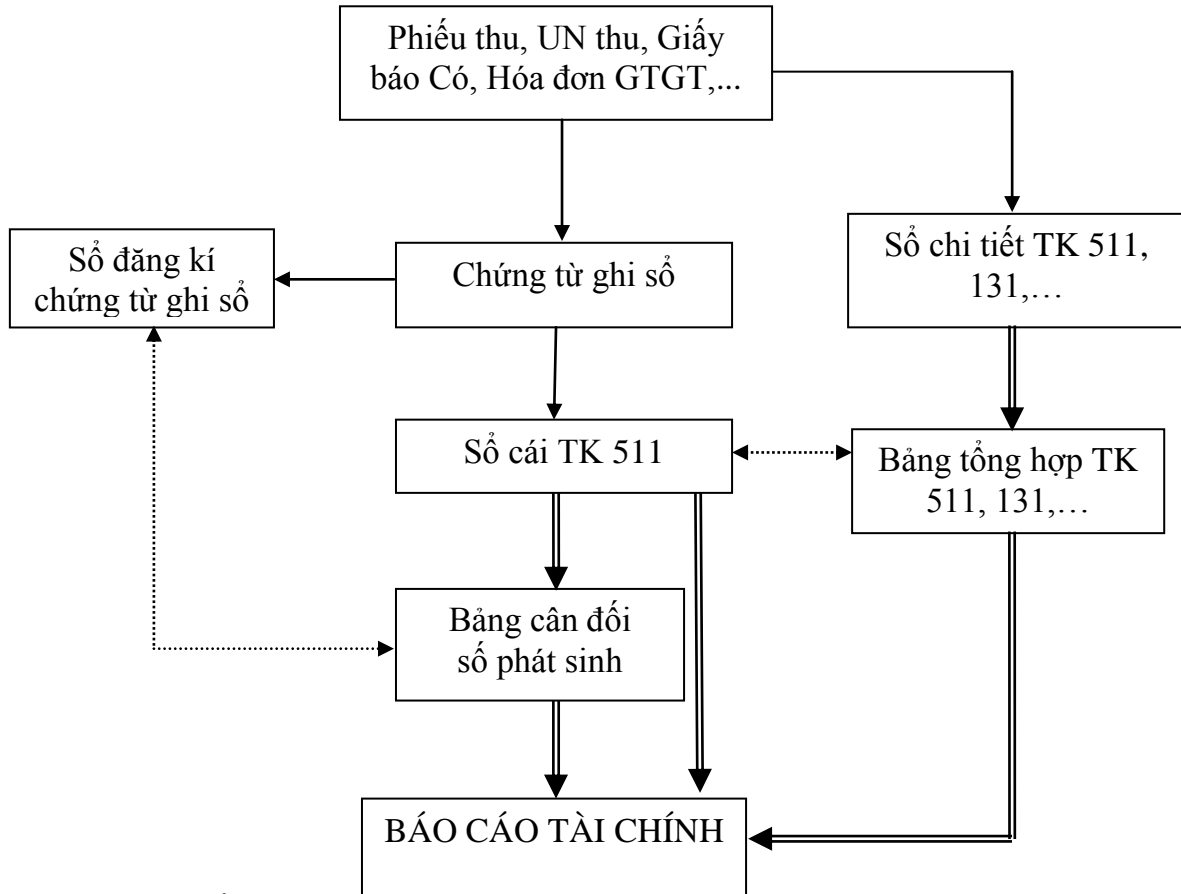 Phiếu thu, UN thu, Giấy
báo Có, Hóa đơn GTGT,...
Sổ đăng kí
chứng từ ghi sổ
Chứng từ ghi sổ
Sổ chi tiết TK 511,
131,…
Sổ cái TK 511
Bảng tổng hợp TK
511, 131,…
Bảng cân đối
số phát sinh
BÁO CÁO TÀI CHÍNH